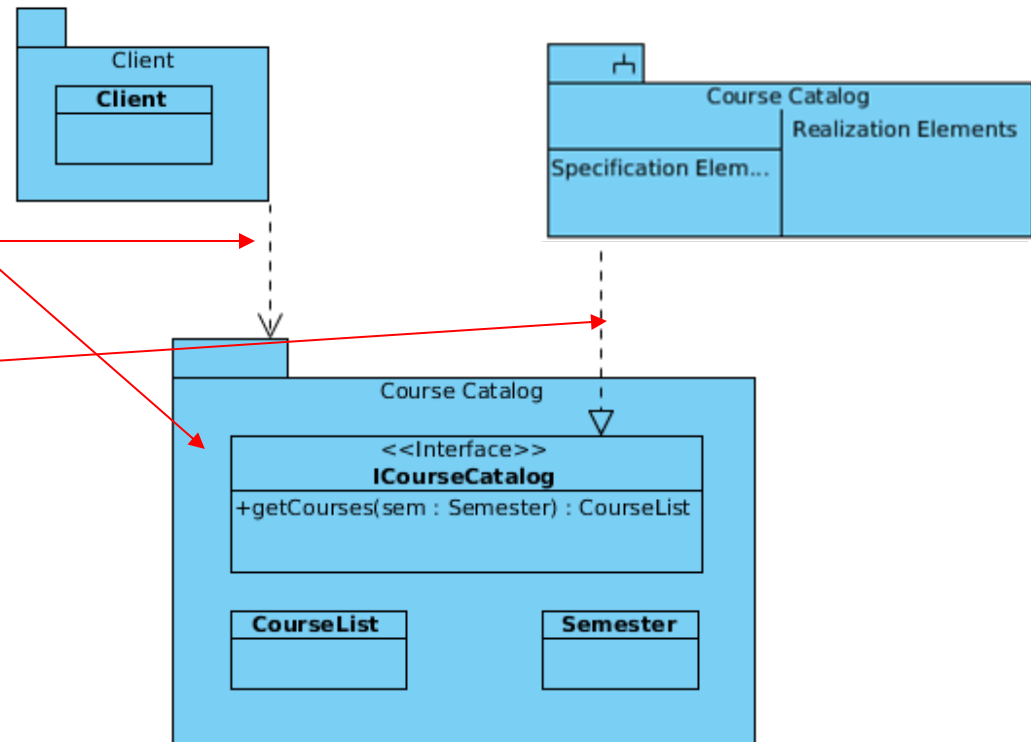 Client
Client
Course Catalog
Realization Elements
Specification Elem...
Course Catalog
<<Interface>>
ICourseCatalog
+getCourses(sem : Semester) : CourseList
CourseList
Semester